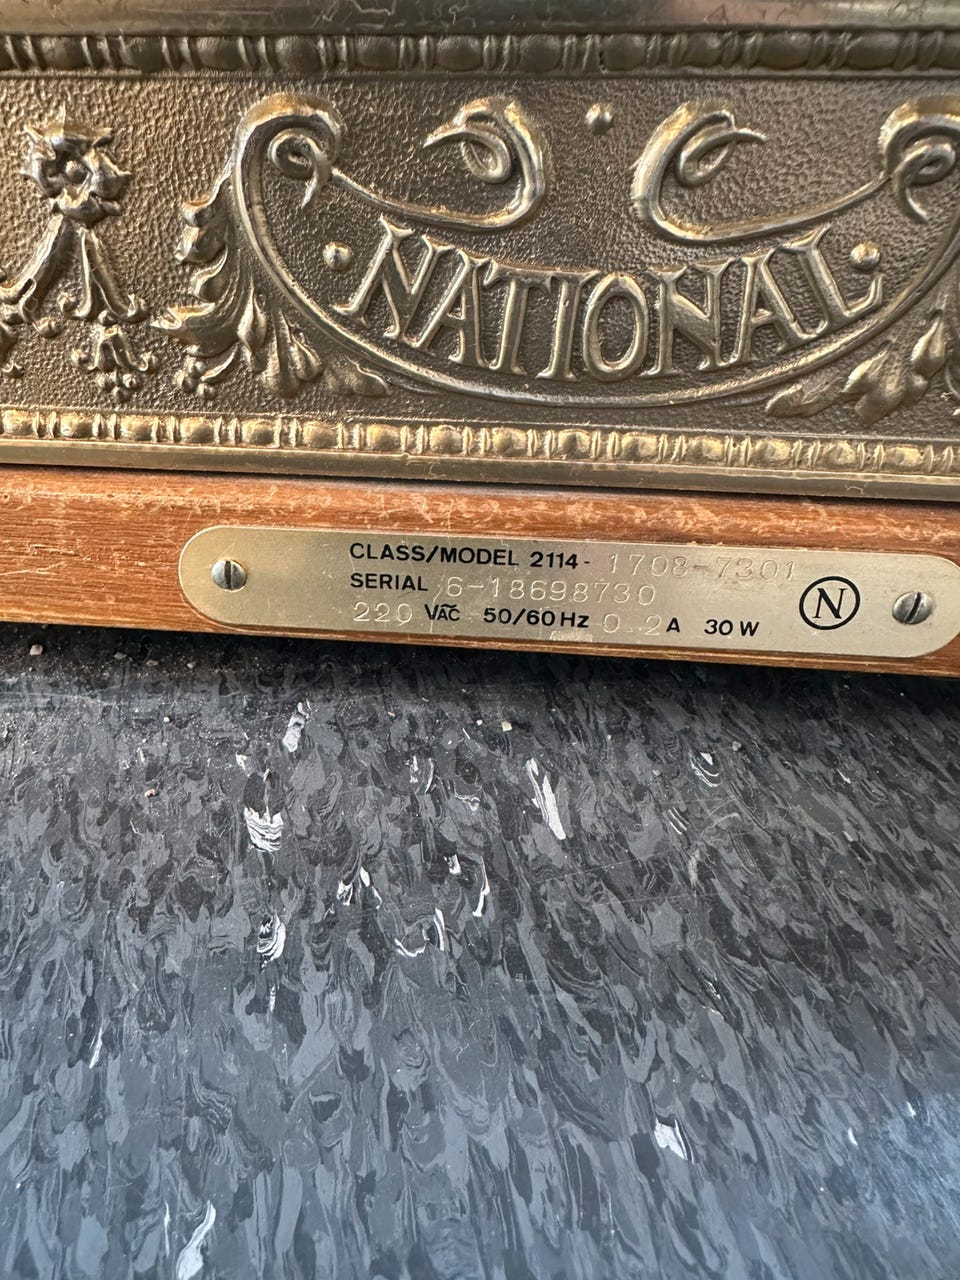 NATIONAL
CLASS/MODEL 2114- 1708-7301
SERIAL 6-18698730
220 VAC 50/60 Hz 0.2 A 30 W
N